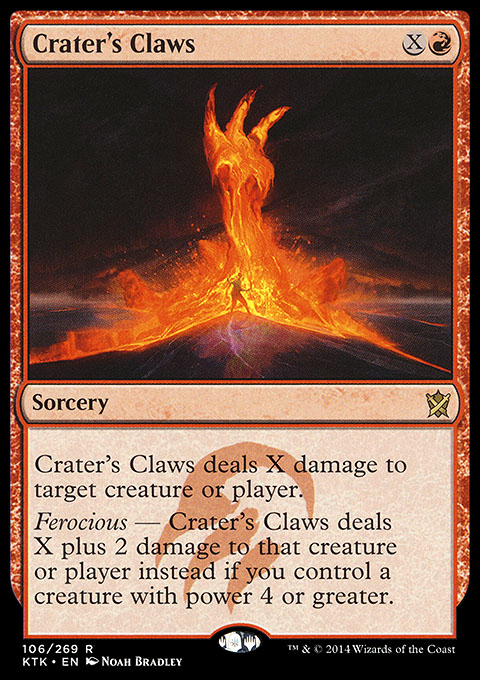 Crater's Claws X
Sorcery
Crater's Claws deals X damage to
target creature or player.
Ferocious — Crater's Claws deals
X plus 2 damage to that creature
or player instead if you control a
creature with power 4 or greater.
106/269 R
KTK • EN Noah Bradley
™ & © 2014 Wizards of the Coast